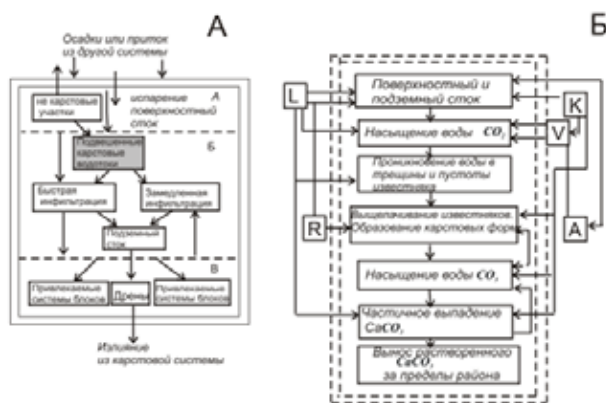 А
Осадки или приток
из другой системы
А
не карстовые
участки
испарение
поверхностный
сток
Б
Подвешенные
карстовые
водотоки
Быстрая
инфильтрация
Замедленная
инфильтрация
Подземный
сток
В
Привлекаемые
системы блоков
Дрены
Привлекаемые
системы блоков
Излияние
из карстовой системы
Б
L
Поверхностный и
подземный сток
K
Насыщение воды CO₂
V
Проникновение воды в
трещины и пустоты
известняка
R
Выщелачивание известняков.
Образование карстовых форм
A
Насыщение воды CO₂
Частичное выпадение
CaCO₃
Вынос растворенного
CaCO₃
за пределы района